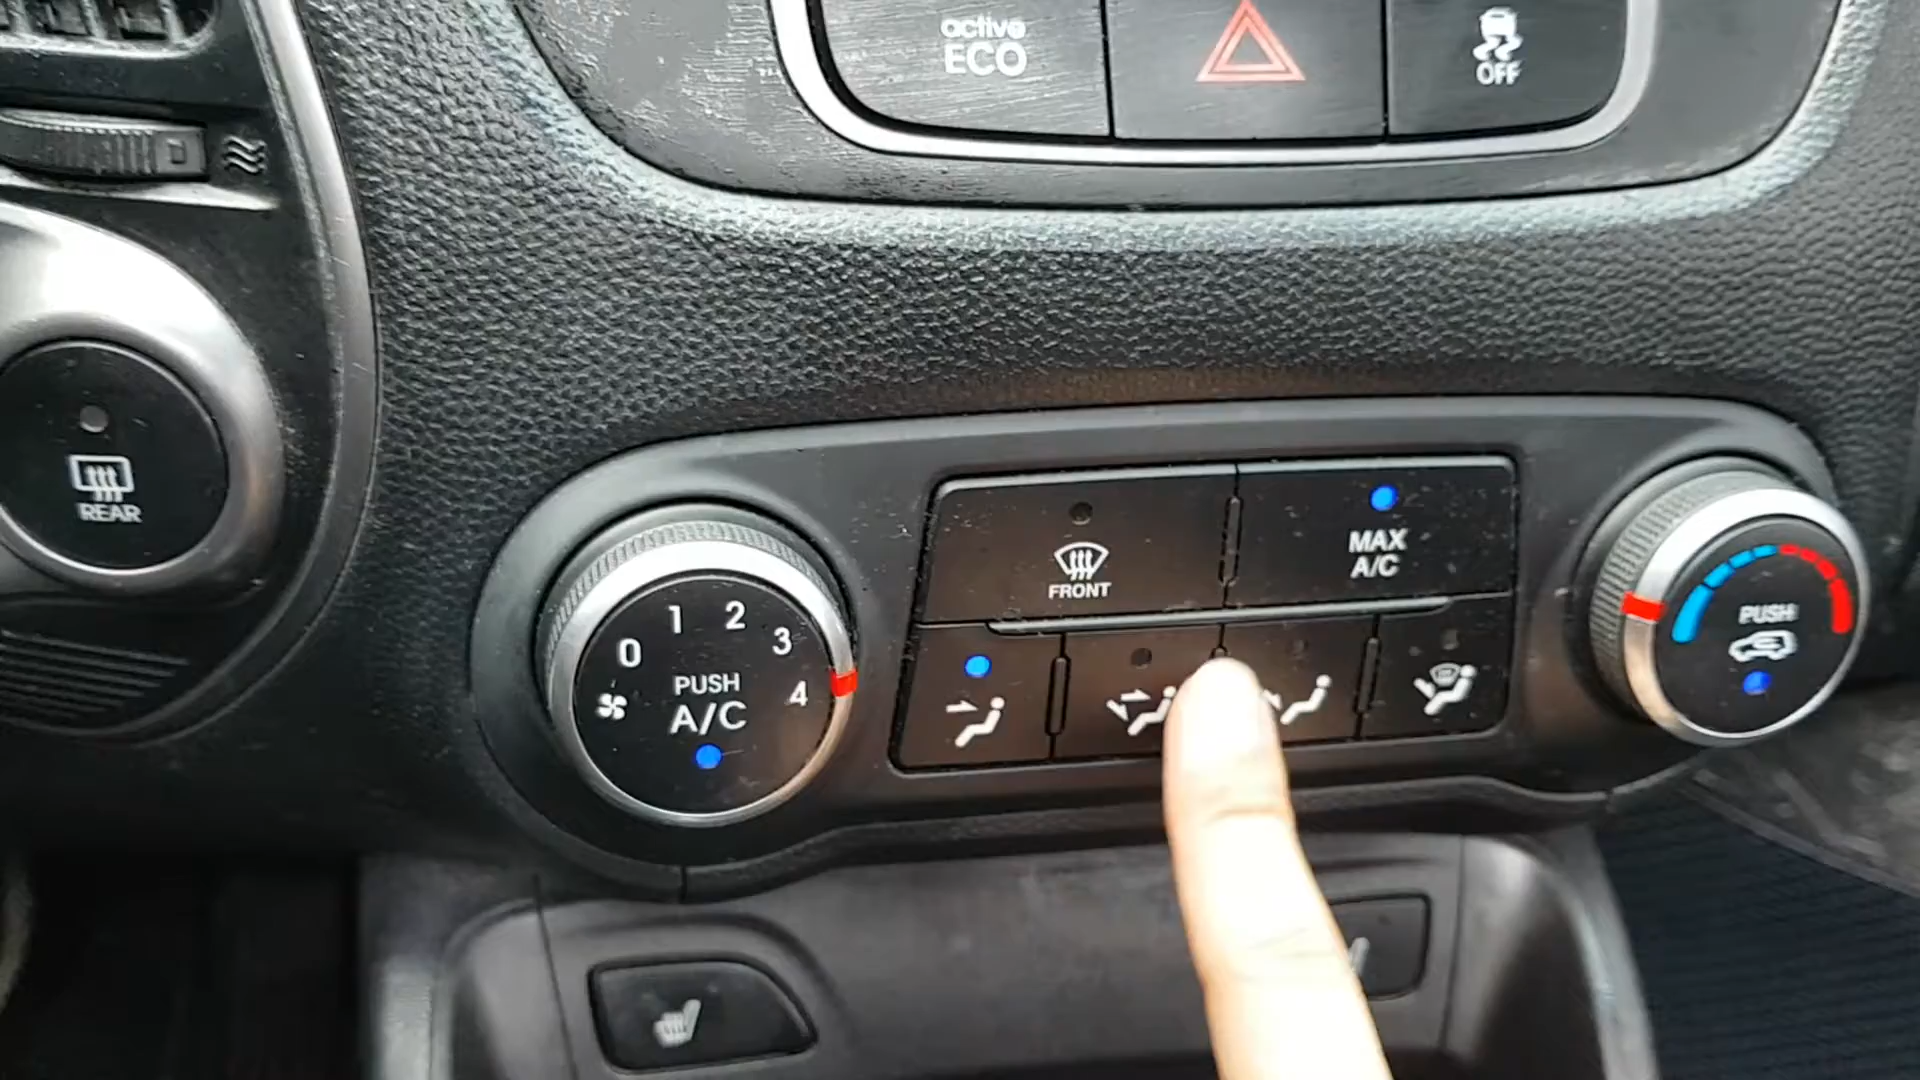 active
ECO
OFF
REAR
FRONT
MAX
A/C
0
1
2
3
4
PUSH
A/C
PUSH